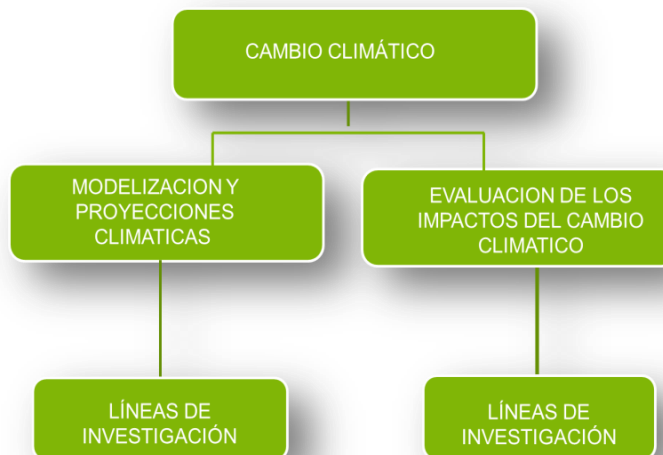 CAMBIO CLIMÁTICO
MODELIZACION Y
PROYECCIONES
CLIMATICAS
EVALUACION DE LOS
IMPACTOS DEL CAMBIO
CLIMATICO
LÍNEAS DE
INVESTIGACIÓN
LÍNEAS DE
INVESTIGACIÓN